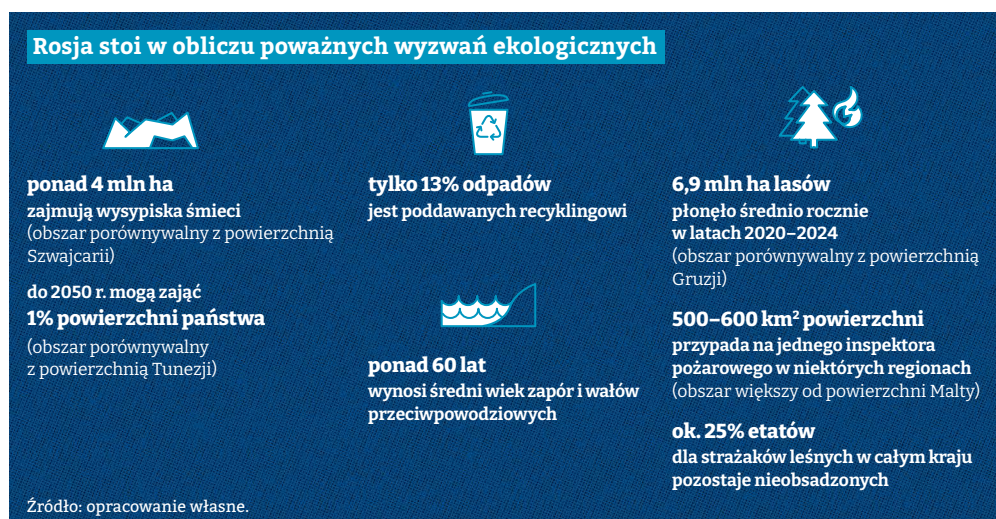 Rosja stoi w obliczu poważnych wyzwań ekologicznych
ponad 4 mln ha
zajmują wysypiska śmieci
(obszar porównywalny z powierzchnią
Szwajcarii)
do 2050 r. mogą zająć
1% powierzchni państwa
(obszar porównywalny
z powierzchnią Tunezji)
tylko 13% odpadów
jest poddawanych recyklingowi
ponad 60 lat
wynosi średni wiek zapór i wałów
przeciwpowodziowych
6,9 mln ha lasów
płonęło średnio rocznie
w latach 2020–2024
(obszar porównywalny z powierzchnią
Gruzji)
500–600 km² powierzchni
przypada na jednego inspektora
pożarowego w niektórych regionach
(obszar większy od powierzchni Malty)
ok. 25% etatów
dla strażaków leśnych w całym kraju
pozostaje nieobsadzonych
Źródło: opracowanie własne.